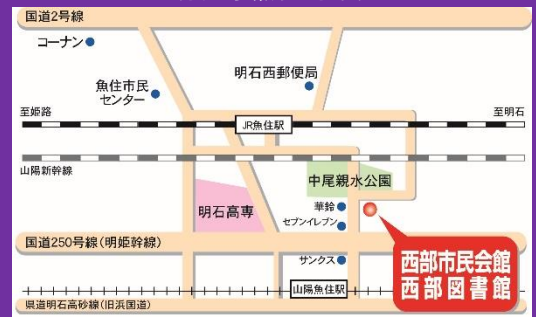 国道2号線
コーナン
明石西郵便局
魚住市民
センター
至姫路
至明石
JR魚住駅
山陽新幹線
中尾親水公園
明石高専
華鈴
セブンイレブン
国道250号線(明姫幹線)
サンクス
西部市民会館
西部図書館
山陽魚住駅
県道明石高砂線(旧浜国道)